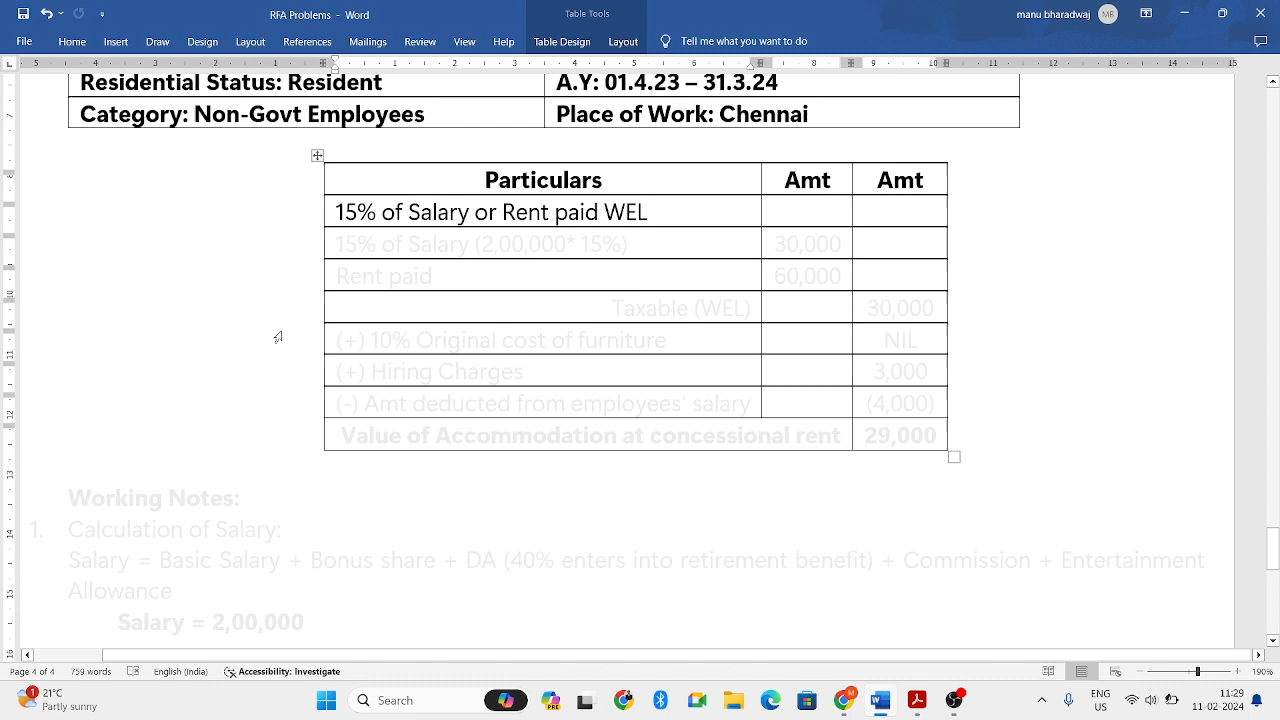 RFA - Problems - Word
Table Tools
manu bhardwaj
MB
File Home Insert Draw Design Layout References Mailings Review View Help Table Design Layout Tell me what you want to do
Residential Status: Resident A.Y: 01.4.23 – 31.3.24
Category: Non-Govt Employees Place of Work: Chennai
Particulars Amt Amt
15% of Salary or Rent paid WEL
15% of Salary (2,00,000* 15%) 30,000
Rent paid 60,000
Taxable (WEL) 30,000
(+) 10% Original cost of furniture NIL
(+) Hiring Charges 3,000
(-) Amt deducted from employees’ salary (4,000)
Value of Accommodation at concessional rent 29,000
Working Notes:
1. Calculation of Salary:
Salary = Basic Salary + Bonus share + DA (40% enters into retirement benefit) + Commission + Entertainment
Allowance
Salary = 2,00,000
Page 4 of 4 759 words English (India) Accessibility: Investigate 190%
21°C
Partly sunny
Search
ENG
US
11:29
11-02-2024